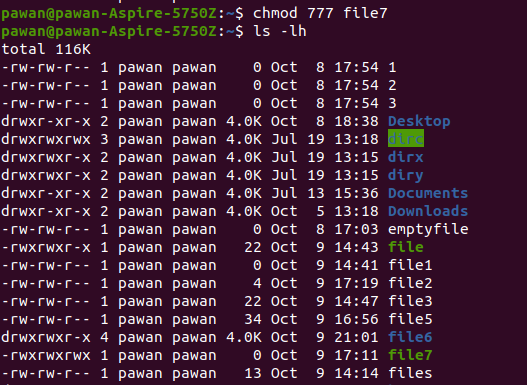 pawan@pawan-Aspire-5750Z:~$ chmod 777 file7
pawan@pawan-Aspire-5750Z:~$ ls -lh
total 116K
-rw-rw-r-- 1 pawan pawan    0 Oct  8 17:54 1
-rw-rw-r-- 1 pawan pawan    0 Oct  8 17:54 2
-rw-rw-r-- 1 pawan pawan    0 Oct  8 17:54 3
drwxr-xr-x 2 pawan pawan 4.0K Oct  8 18:38 Desktop
drwxrwxrwx 3 pawan pawan 4.0K Jul 19 13:18 dirc
drwxrwxr-x 2 pawan pawan 4.0K Jul 19 13:15 dirx
drwxrwxr-x 2 pawan pawan 4.0K Jul 19 13:15 diry
drwxr-xr-x 2 pawan pawan 4.0K Jul 13 15:36 Documents
drwxr-xr-x 2 pawan pawan 4.0K Oct  5 13:18 Downloads
-rw-rw-r-- 1 pawan pawan    0 Oct  8 17:03 emptyfile
-rwxrwxr-x 1 pawan pawan   22 Oct  9 14:43 file
-rw-rw-r-- 1 pawan pawan    0 Oct  9 14:41 file1
-rw-rw-r-- 1 pawan pawan    4 Oct  9 17:19 file2
-rw-rw-r-- 1 pawan pawan   22 Oct  9 14:47 file3
-rw-rw-r-- 1 pawan pawan   34 Oct  9 16:56 file5
drwxrwxr-x 4 pawan pawan 4.0K Oct  9 21:01 file6
-rwxrwxrwx 1 pawan pawan    0 Oct  9 17:11 file7
-rw-rw-r-- 1 pawan pawan   13 Oct  9 14:14 files